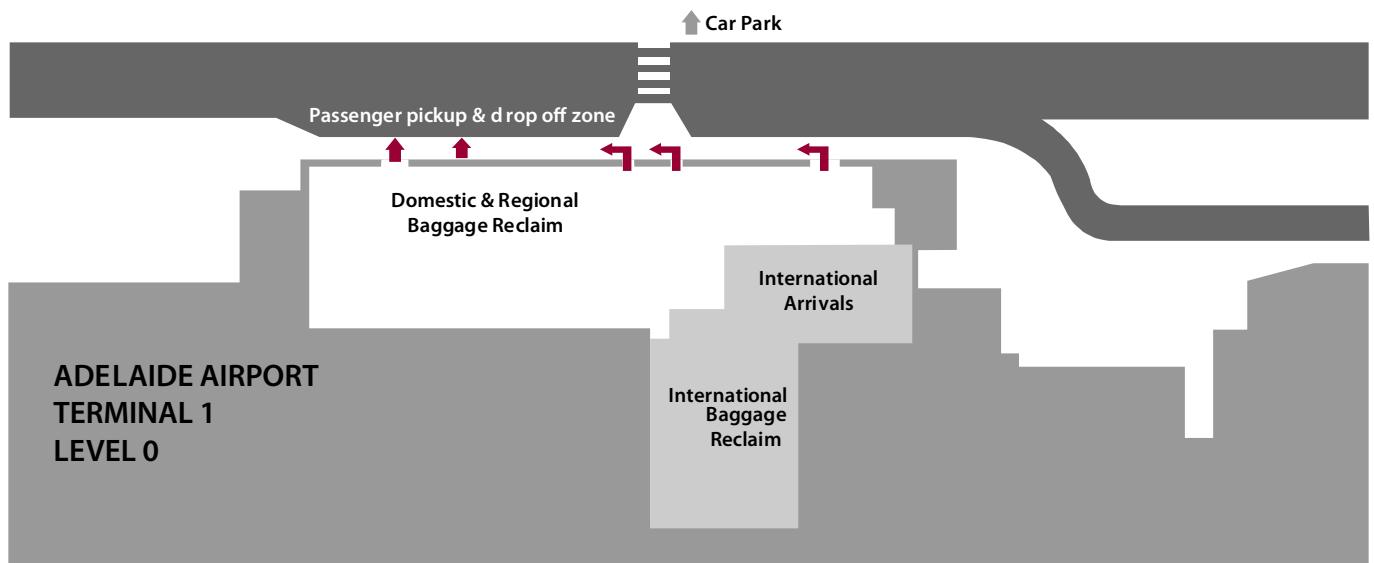 Car Park
Passenger pickup & d rop off zone
Domestic & Regional
Baggage Reclaim
International
Arrivals
ADELAIDE AIRPORT
TERMINAL 1
LEVEL 0
International
Baggage
Reclaim